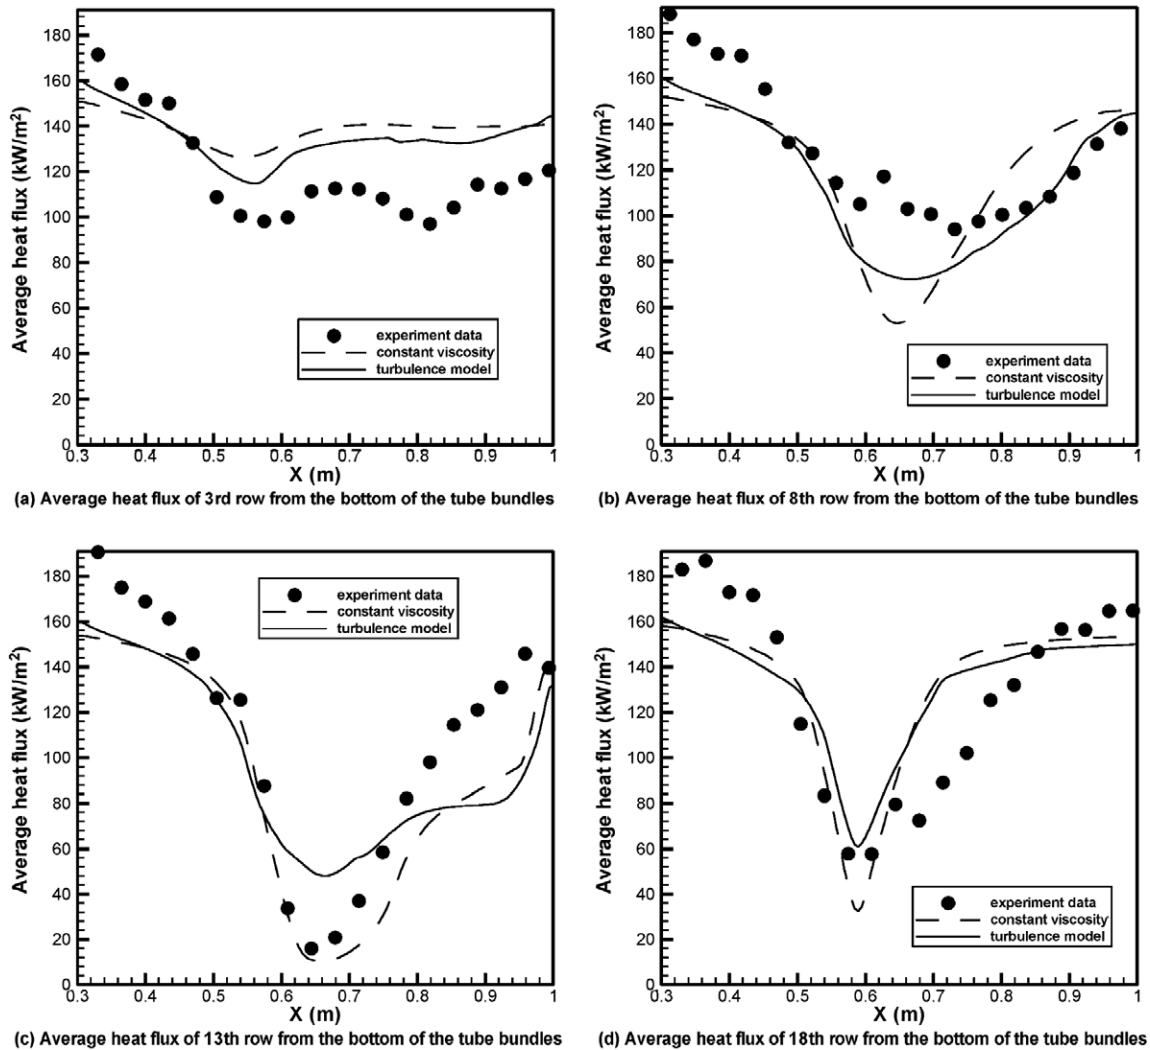 Average heat flux (kW/m²)
180
160
140
120
100
80
60
40
20
0
experiment data
constant viscosity
turbulence model
0.3 0.4 0.5 0.6 0.7 0.8 0.9 1
X (m)
(a) Average heat flux of 3rd row from the bottom of the tube bundles
Average heat flux (kW/m²)
180
160
140
120
100
80
60
40
20
0
experiment data
constant viscosity
turbulence model
0.3 0.4 0.5 0.6 0.7 0.8 0.9 1
X (m)
(b) Average heat flux of 8th row from the bottom of the tube bundles
Average heat flux (kW/m²)
180
160
140
120
100
80
60
40
20
0
experiment data
constant viscosity
turbulence model
0.3 0.4 0.5 0.6 0.7 0.8 0.9 1
X (m)
(c) Average heat flux of 13th row from the bottom of the tube bundles
Average heat flux (kW/m²)
180
160
140
120
100
80
60
40
20
0
experiment data
constant viscosity
turbulence model
0.3 0.4 0.5 0.6 0.7 0.8 0.9 1
X (m)
(d) Average heat flux of 18th row from the bottom of the tube bundles